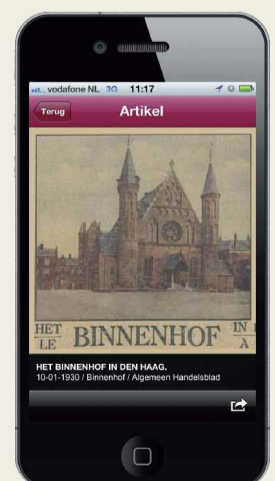 vodafone NL 3G 11:17
Terug
Artikel
HET
LE
BINNENHOF
IN
A
HET BINNENHOF IN DEN HAAG.
10-01-1930 / Binnenhof / Algemeen Handelsblad